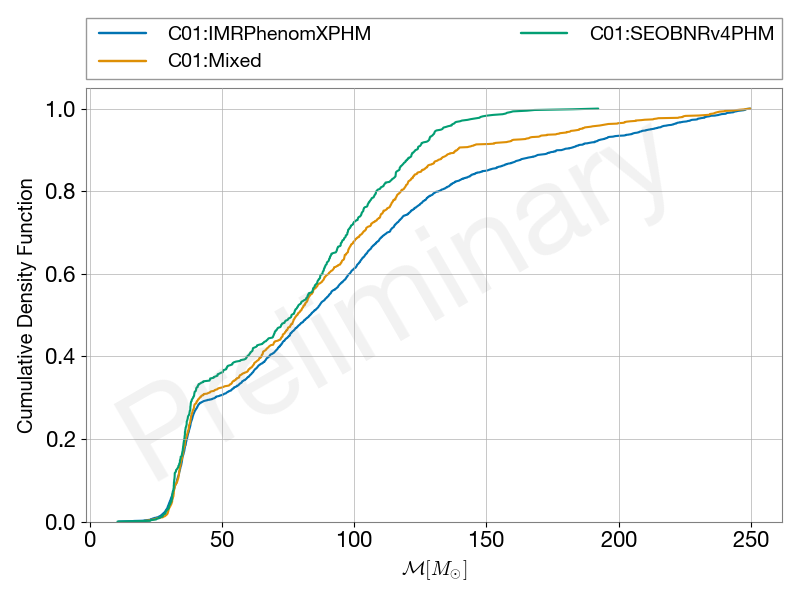 C01:IMRPhenomXPHM
C01:SEOBNRv4PHM
C01:Mixed
1.0
0.8
0.6
0.4
0.2
0.0
Cumulative Density Function
Preliminary
0
50
100
150
200
250
ℳ[M⊙]